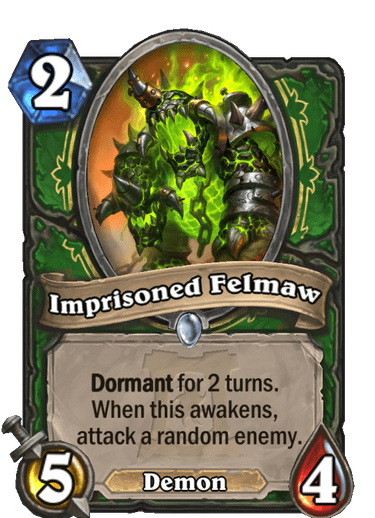 2
Imprisoned Felmaw
Dormant for 2 turns.
When this awakens,
attack a random enemy.
5
Demon
4